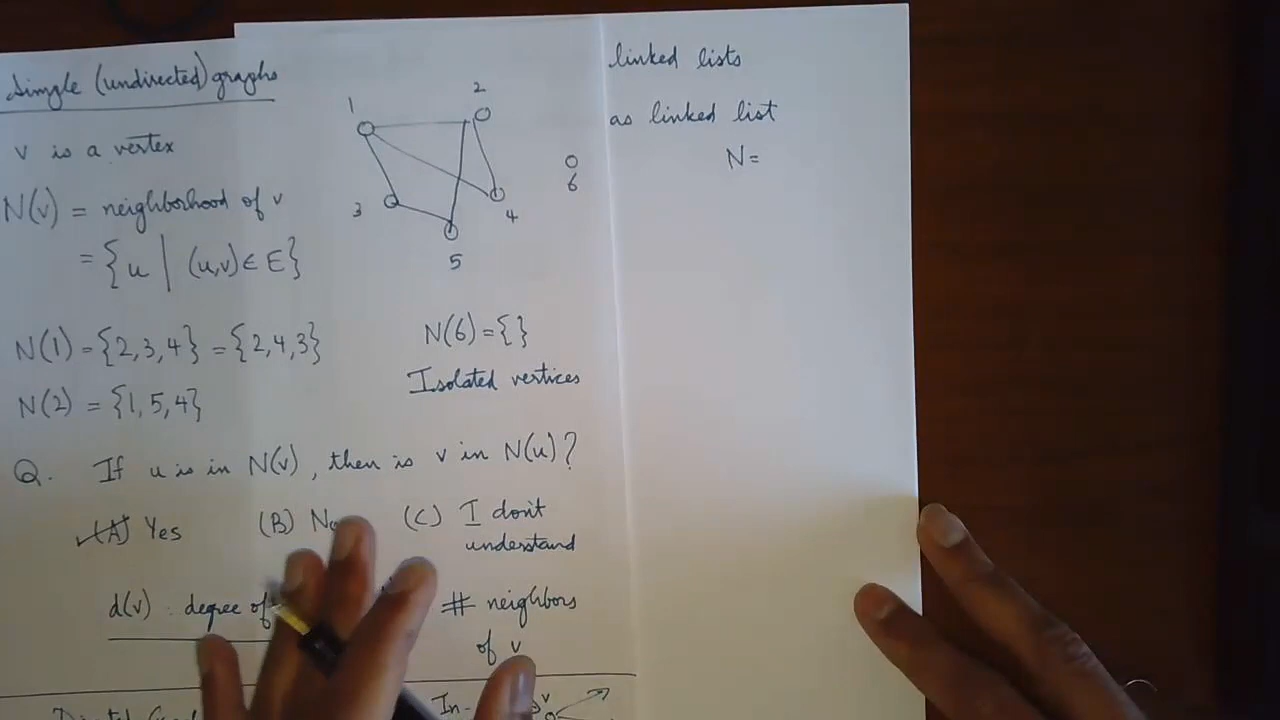 Simple (undirected) graphs
v is a vertex
N(v) = neighborhood of v
= {u | (u,v) ∈ E}
N(1) = {2,3,4} = {2,4,3}
N(2) = {1,5,4}
1
2
3
4
5
6
N(6) = {}
Isolated vertices
Q. If u is in N(v), then is v in N(u)?
(A) Yes (B) No (C) I don't
understand
d(v) degree of # neighbors
of v
In- v
linked lists
as linked list
N=